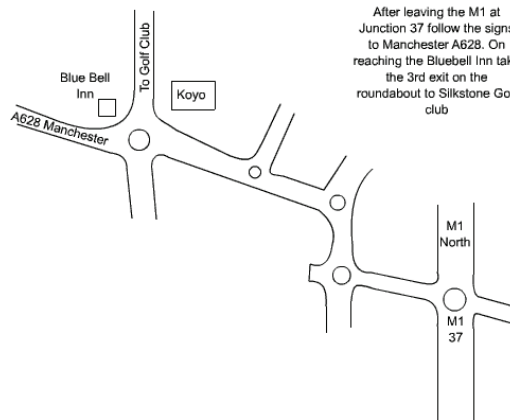 After leaving the M1 at
Junction 37 follow the signs
to Manchester A628. On
reaching the Bluebell Inn
the 3rd exit on the
roundabout to Silkstone
club
To Golf Club
Blue Bell
Inn
Koyo
A628 Manchester
M1
North
M1
37